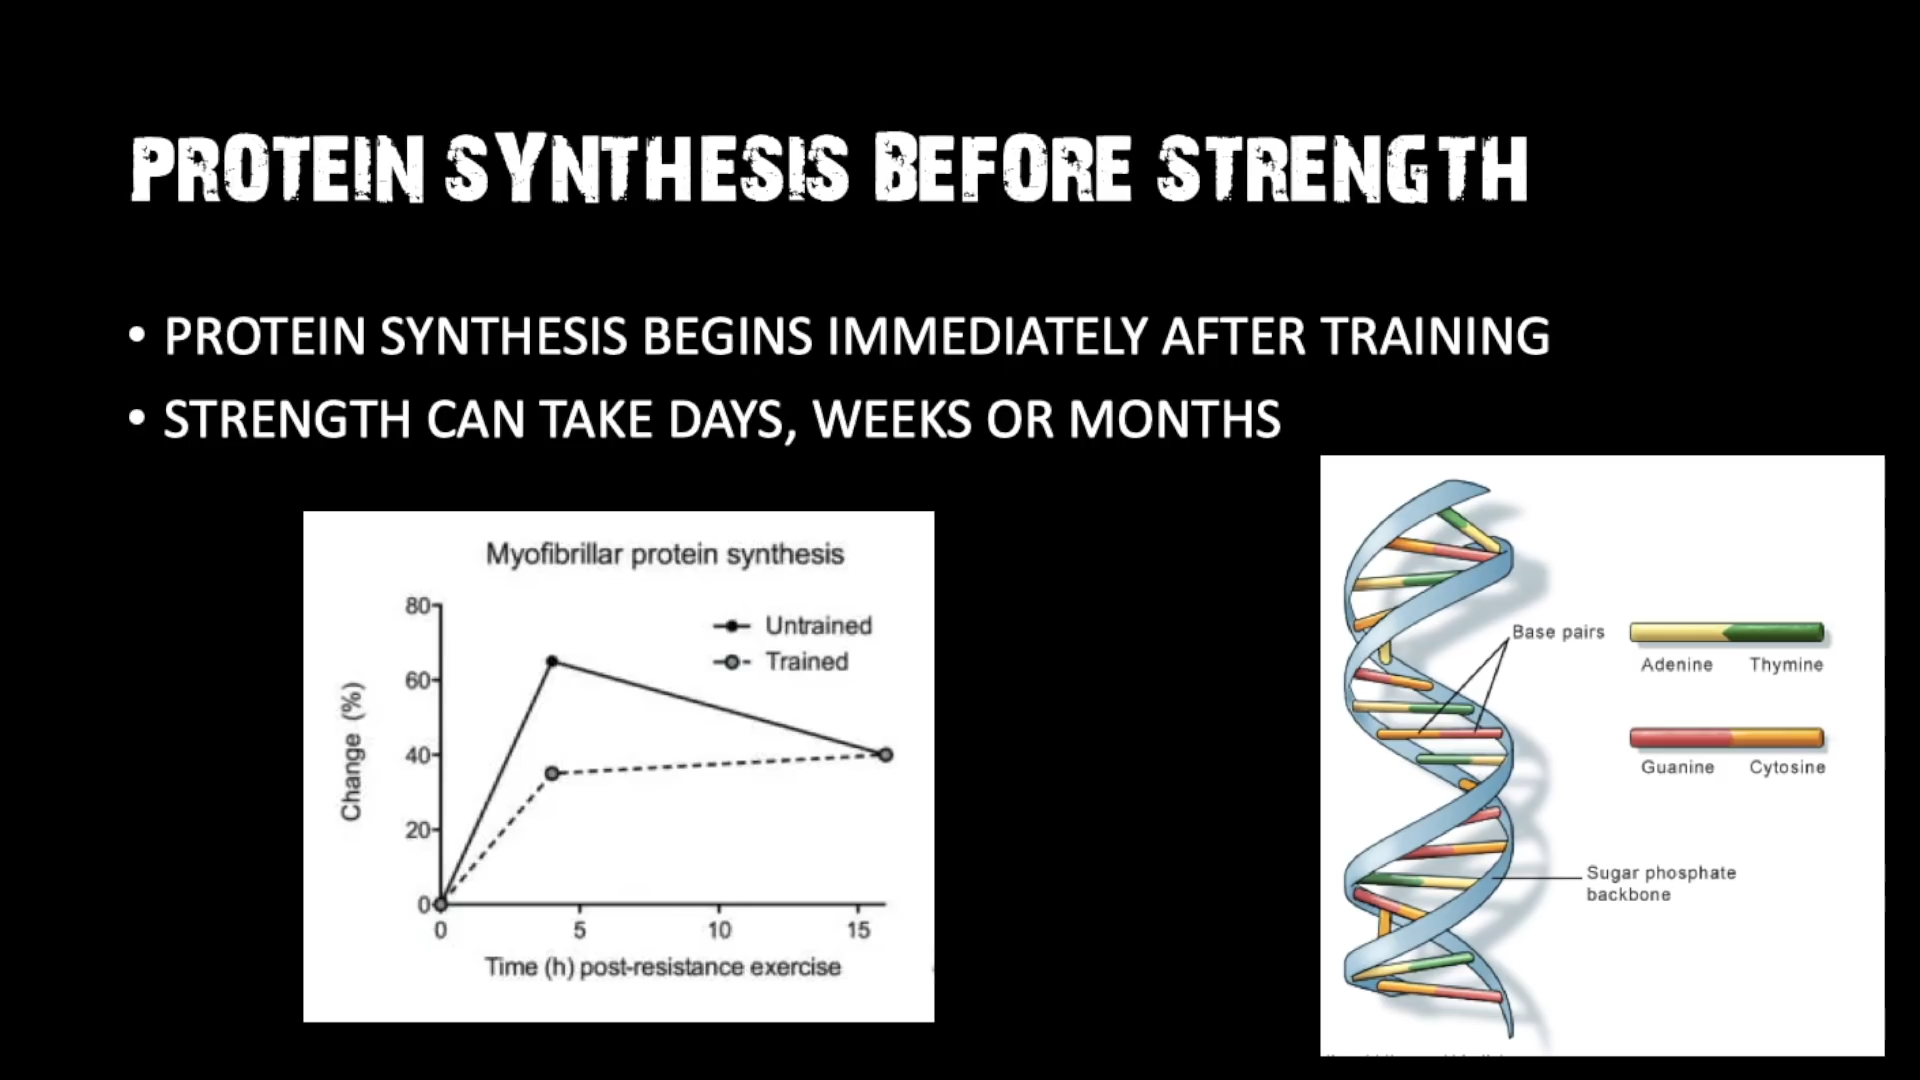 PROTEIN SYNTHESIS BEFORE STRENGTH
• PROTEIN SYNTHESIS BEGINS IMMEDIATELY AFTER TRAINING
• STRENGTH CAN TAKE DAYS, WEEKS OR MONTHS
Myofibrillar protein synthesis
Untrained
Trained
Change (%)
80
60
40
20
0
0 5 10 15
Time (h) post-resistance exercise
Base pairs
Adenine Thymine
Guanine Cytosine
Sugar phosphate
backbone